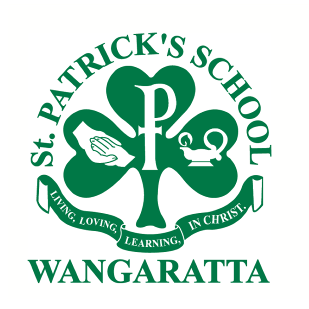 St. PATRICK'S SCHOOL
LIVING, LOVING, LEARNING, IN CHRIST.
WANGARATTA